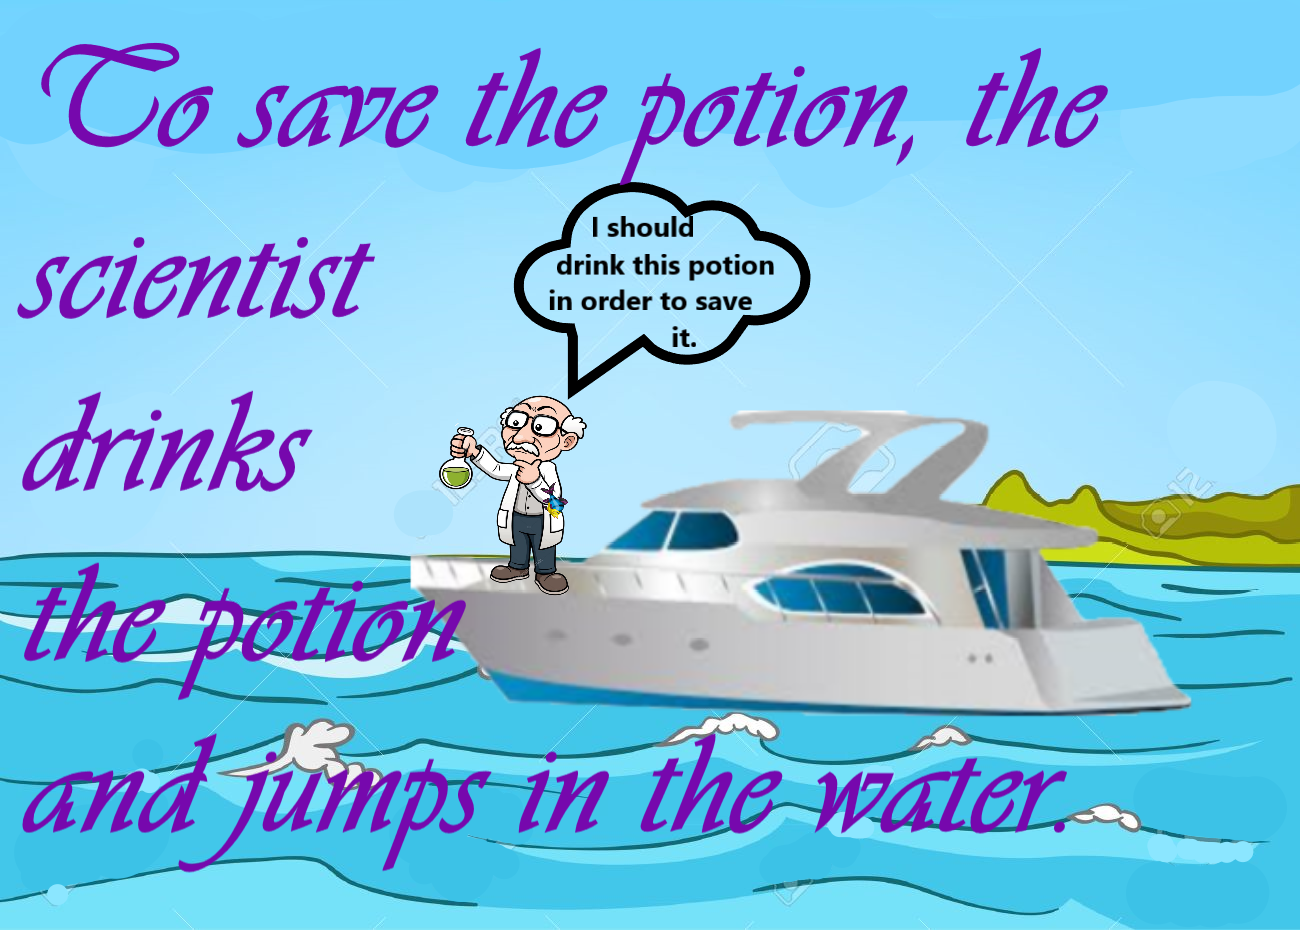 To save the potion, the
I should
drink this potion
in order to save
it.
scientist
drinks
the potion
and jumps in the water.